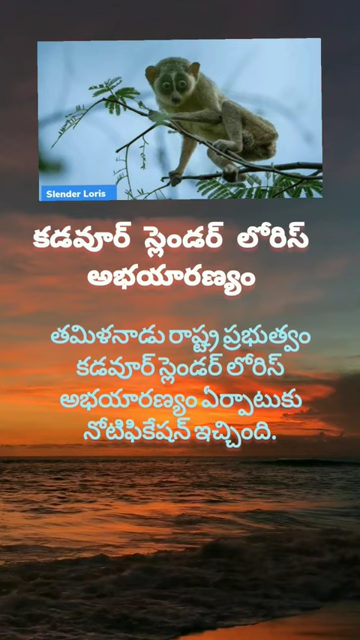 Slender Loris
కడవూర్ స్లెండర్ లోరిస్
అభయారణ్యం
తమిళనాడు రాష్ట్ర ప్రభుత్వం
కడవూర్ స్లెండర్ లోరిస్
అభయారణ్యం ఏర్పాటుకు
నోటిఫికేషన్ ఇచ్చింది.